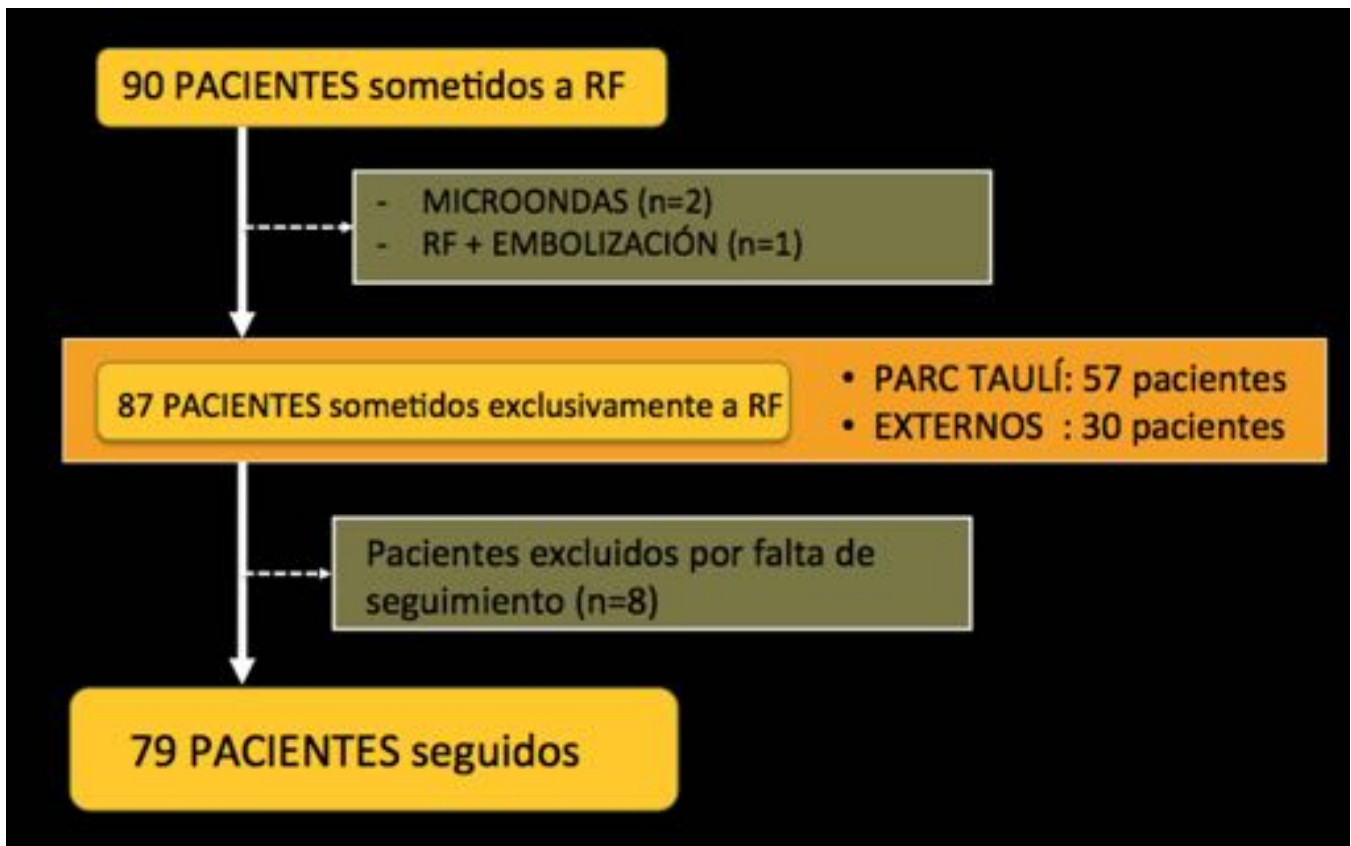 90 PACIENTES sometidos a RF
- MICROONDAS (n=2)
- RF + EMBOLIZACIÓN (n=1)
87 PACIENTES sometidos exclusivamente a RF
• PARC TAULÍ: 57 pacientes
• EXTERNOS : 30 pacientes
Pacientes excluidos por falta de
seguimiento (n=8)
79 PACIENTES seguidos